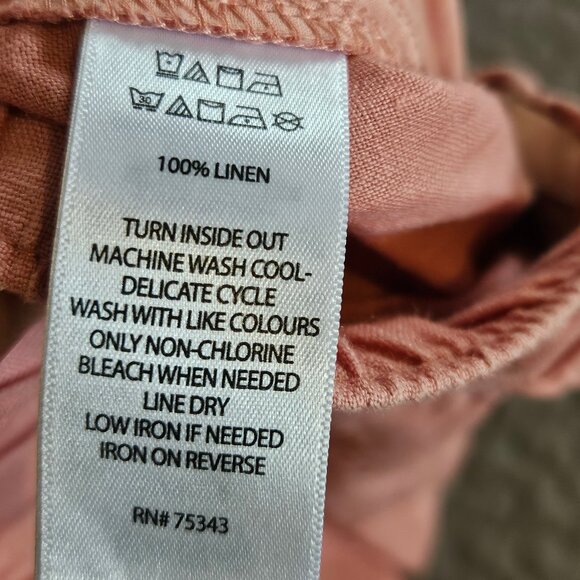 30
100% LINEN
TURN INSIDE OUT
MACHINE WASH COOL-
DELICATE CYCLE
WASH WITH LIKE COLOURS
ONLY NON-CHLORINE
BLEACH WHEN NEEDED
LINE DRY
LOW IRON IF NEEDED
IRON ON REVERSE
RN# 75343